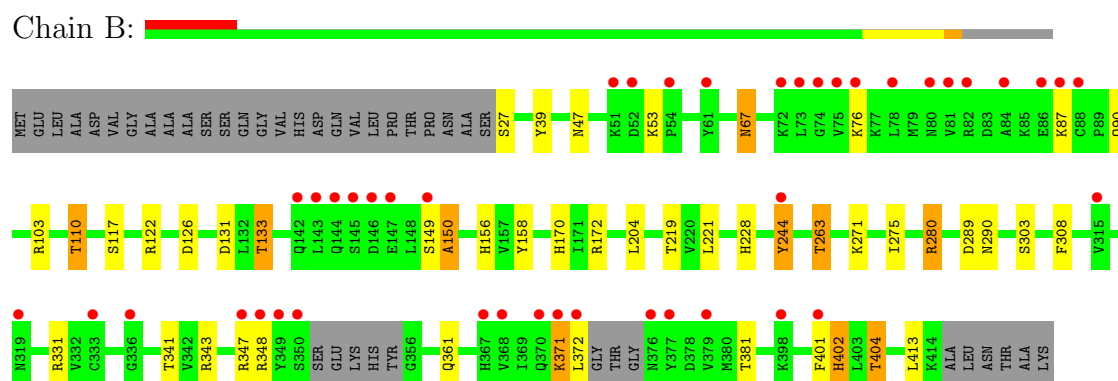 Chain B:
MET GLU LEU ALA ASP VAL GLY ALA ALA ALA SER SER GLN GLY VAL HIS ASP GLN VAL LEU PRO THR PRO ASN ALA SER S27 Y39 N47 K51 D52 K53 P54 Y61 N67 K72 L73 G74 V75 K76 K77 L78 M79 N80 V81 R82 D83 A84 K85 E86 K87 C88 P89
R103 T110 S117 R122 D126 D131 L132 T133 Q142 L143 Q144 S145 D146 E147 L148 S149 A150 H156 V157 Y158 H170 I171 R172 L204 T219 V220 L221 H228 Y244 T263 K271 I275 R280 D289 N290 S303 F308 V315
N319 R331 V332 C333 G336 T341 V342 R343 R347 R348 Y349 S350 SER GLU LYS HIS TYR G356 Q361 H367 V368 I369 Q370 K371 L372 GLY THR GLY N376 Y377 D378 V379 M380 T381 K398 F401 H402 L403 T404 L413 K414 ALA LEU ASN THR ALA LYS